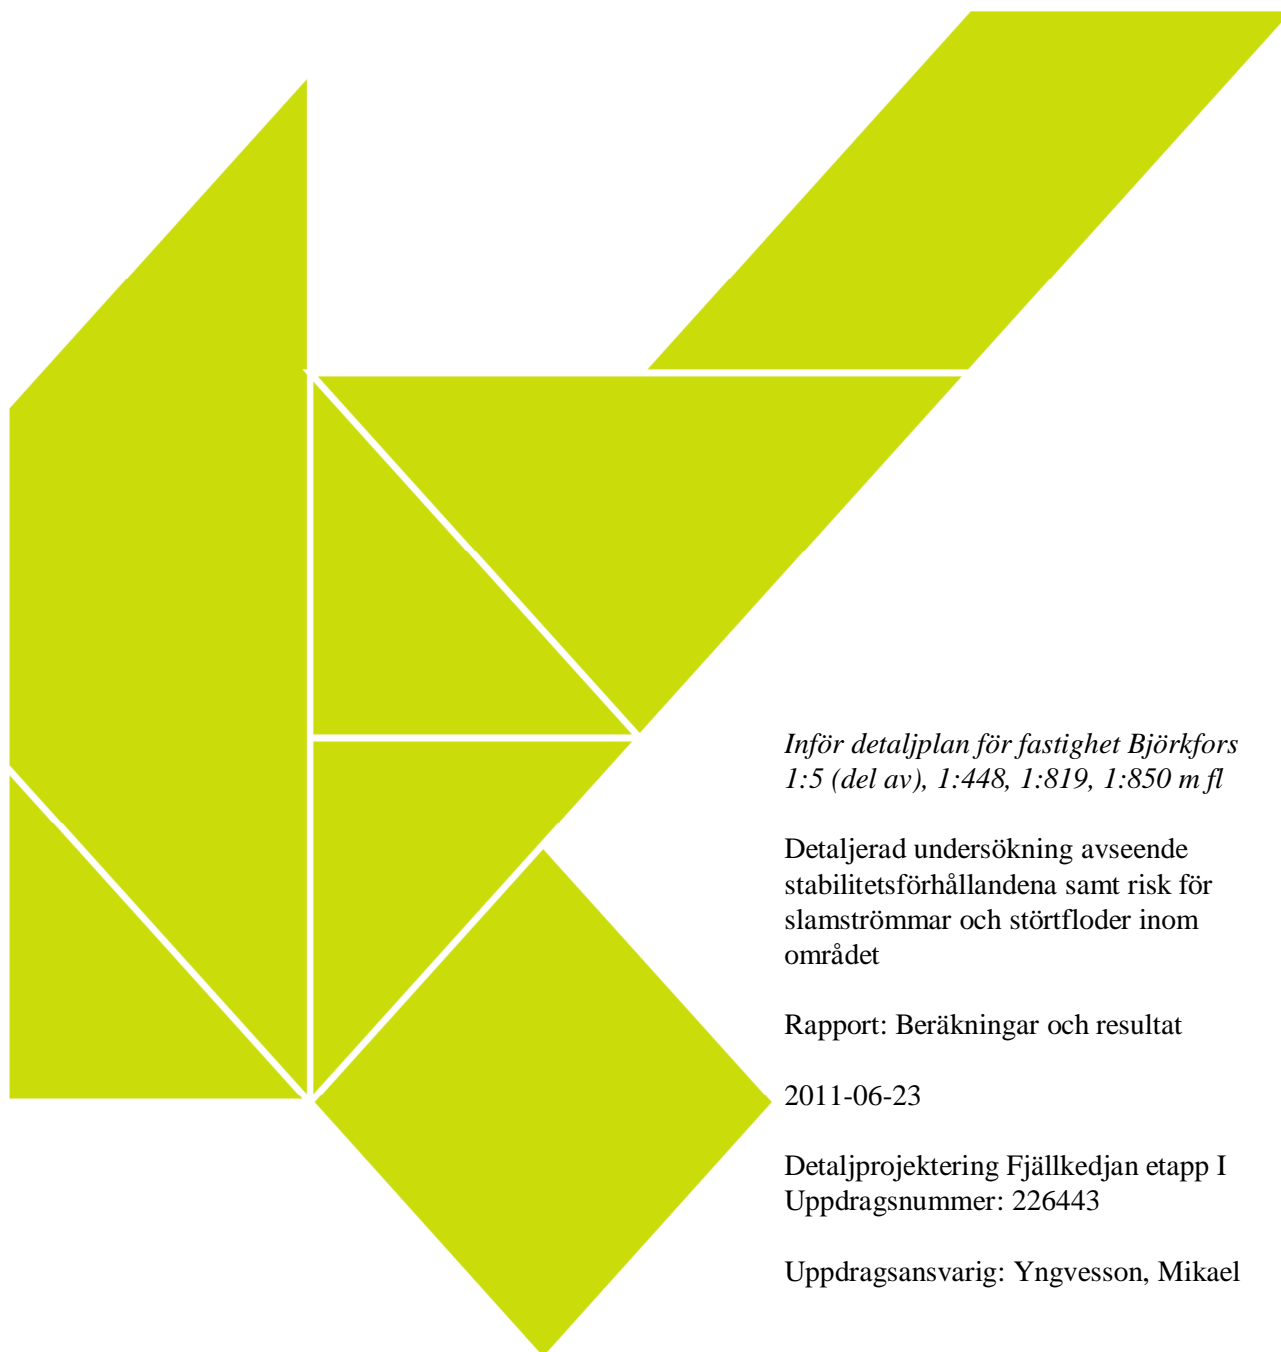 Inför detaljplan för fastighet Björkfors
1:5 (del av), 1:448, 1:819, 1:850 m fl
Detaljerad undersökning avseende
stabilitetsförhållandena samt risk för
slamströmmar och störtfloder inom
området
Rapport: Beräkningar och resultat
2011-06-23
Detaljprojektering Fjällkedjan etapp I
Uppdragsnummer: 226443
Uppdragsansvarig: Yngvesson, Mikael